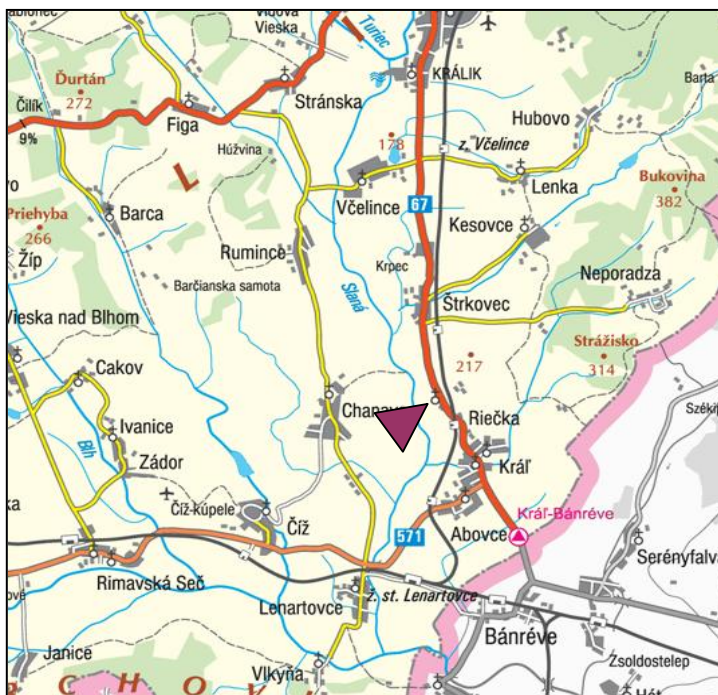 Vieska
Turiec
Ďurtán
272
Čilík
9%
Figa
Stránska
KRÁLIK
Hubovo
Barta
Húžvina
178
z. Včelince
L
Včelince
Lenka
Bukovina
382
Barca
Priehyba
266
Žíp
67
Kesovce
Rumince
Krpec
Neporadza
Barčianska samota
Slaná
Štrkovec
Vieska nad Blhom
Strážisko
314
217
Cakov
Riečka
Ivanice
Blh
Zádor
Kráľ
Číž-kúpele
Číž
571
Abovce
Kráľ-Bánréve
Rimavská Seč
Lenartovce
ž. st. Lenartovce
Bánréve
Janice
Vlkyňa
Zsoldostelep
C H O V